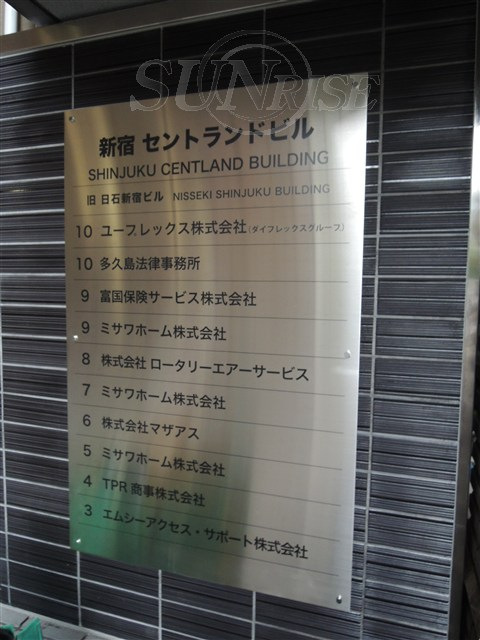 SUNRISE
新宿 セントランドビル
SHINJUKU CENTLAND BUILDING
旧 日石新宿ビル NISSEKI SHINJUKU BUILDING
10 ユープレックス株式会社(ダイフレックスグループ)
10 多久島法律事務所
9 富国保険サービス株式会社
9 ミサワホーム株式会社
8 株式会社 ロータリーエアーサービス
7 ミサワホーム株式会社
6 株式会社マザアス
5 ミサワホーム株式会社
4 TPR 商事株式会社
3 エムシーアクセス・サポート株式会社